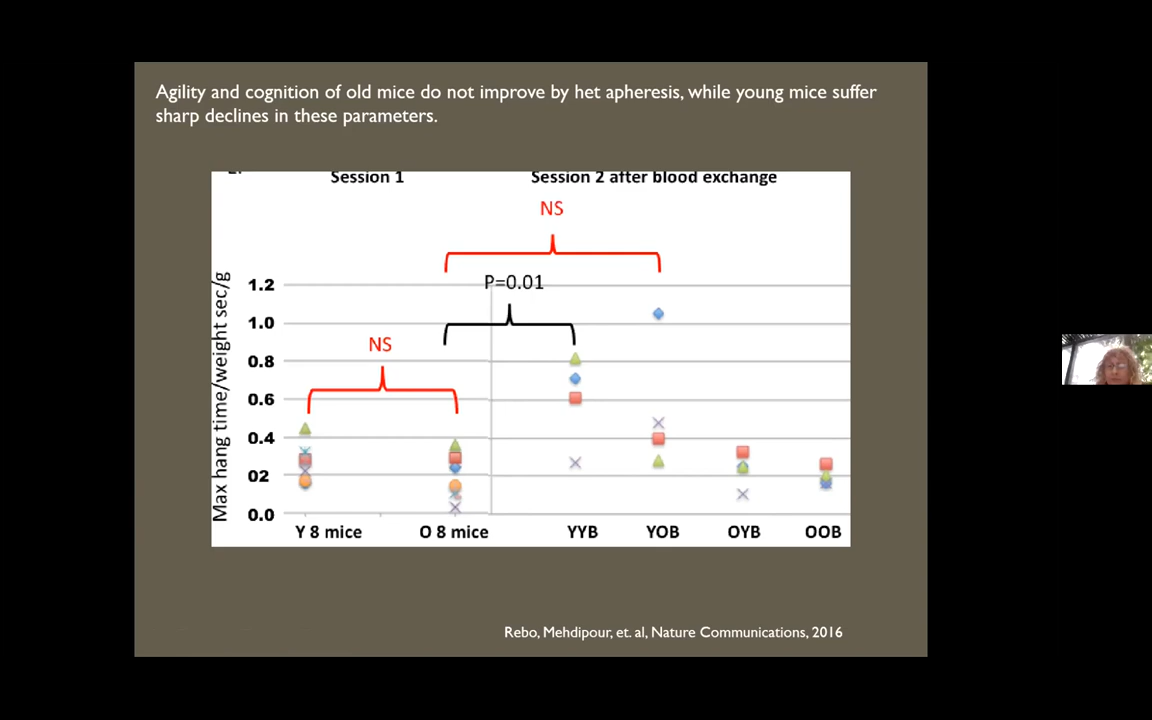 Agility and cognition of old mice do not improve by het apheresis, while young mice suffer
sharp declines in these parameters.
Session 1
Session 2 after blood exchange
NS
P=0.01
NS
Max hang time/weight sec/g
1.2
1.0
0.8
0.6
0.4
02
0.0
Y 8 mice
O 8 mice
YYB
YOB
OYB
OOB
Rebo, Mehdipour, et. al, Nature Communications, 2016